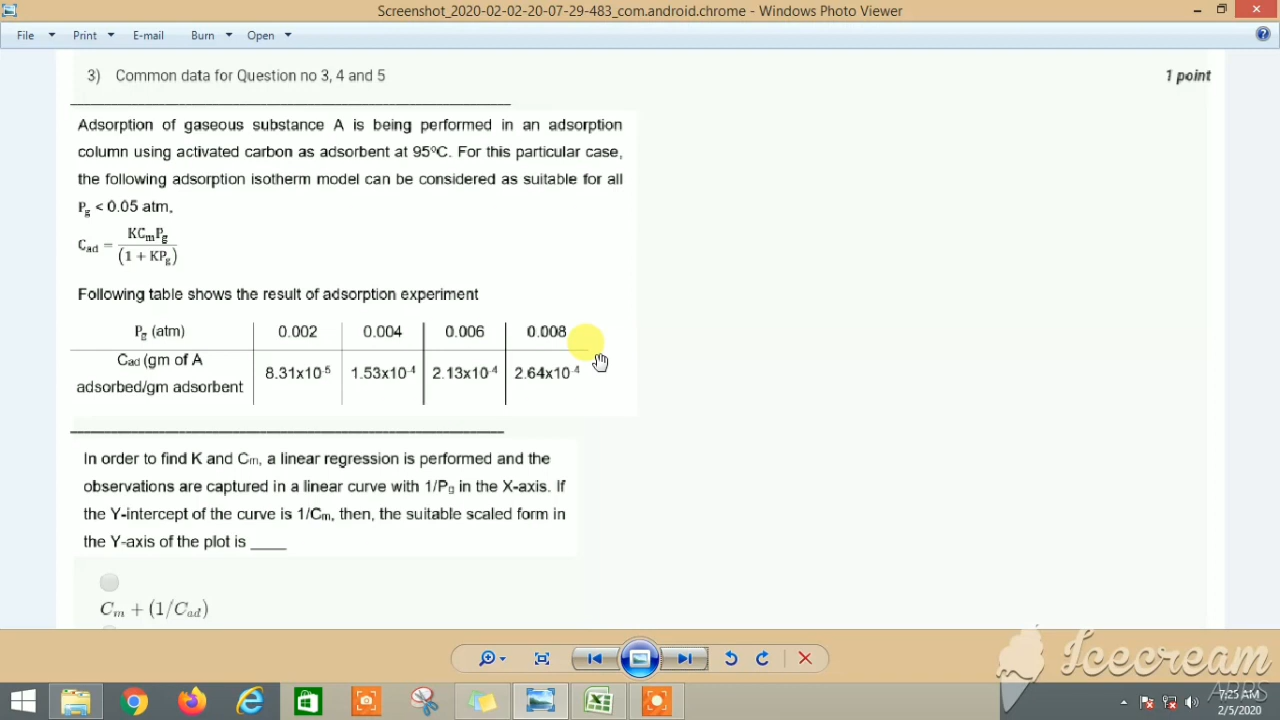 Screenshot_2020-02-02-20-07-29-483_com.android.chrome - Windows Photo Viewer
File Print E-mail Burn Open
3) Common data for Question no 3, 4 and 5 1 point
Adsorption of gaseous substance A is being performed in an adsorption
column using activated carbon as adsorbent at 95°C. For this particular case,
the following adsorption isotherm model can be considered as suitable for all
Pg < 0.05 atm.
Cad = KCmPg / (1 + KPg)
Following table shows the result of adsorption experiment
Pg (atm) 0.002 0.004 0.006 0.008
Cad (gm of A
adsorbed/gm adsorbent 8.31x10-5 1.53x10-4 2.13x10-4 2.64x10-4
In order to find K and Cm, a linear regression is performed and the
observations are captured in a linear curve with 1/Pg in the X-axis. If
the Y-intercept of the curve is 1/Cm, then, the suitable scaled form in
the Y-axis of the plot is ____
Cm + (1/Cad)
Icecream
APPS
7:25 AM
2/5/2020